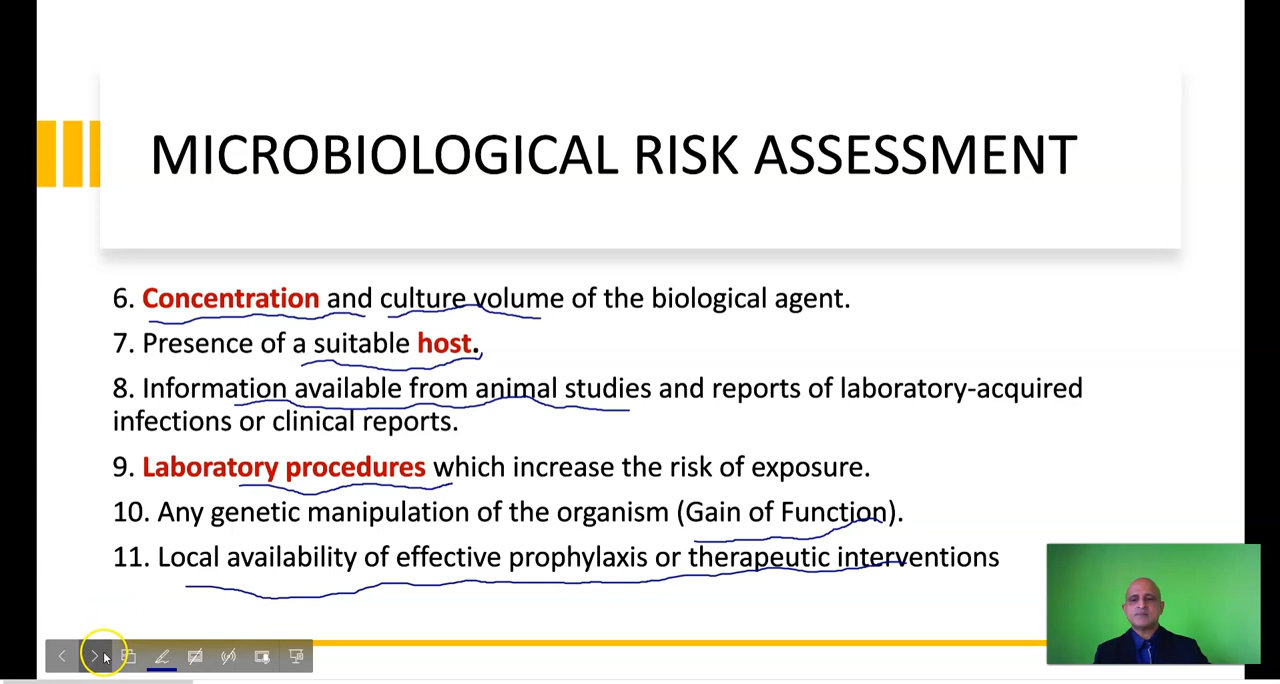 MICROBIOLOGICAL RISK ASSESSMENT
6. Concentration and culture volume of the biological agent.
7. Presence of a suitable host.
8. Information available from animal studies and reports of laboratory-acquired
infections or clinical reports.
9. Laboratory procedures which increase the risk of exposure.
10. Any genetic manipulation of the organism (Gain of Function).
11. Local availability of effective prophylaxis or therapeutic interventions